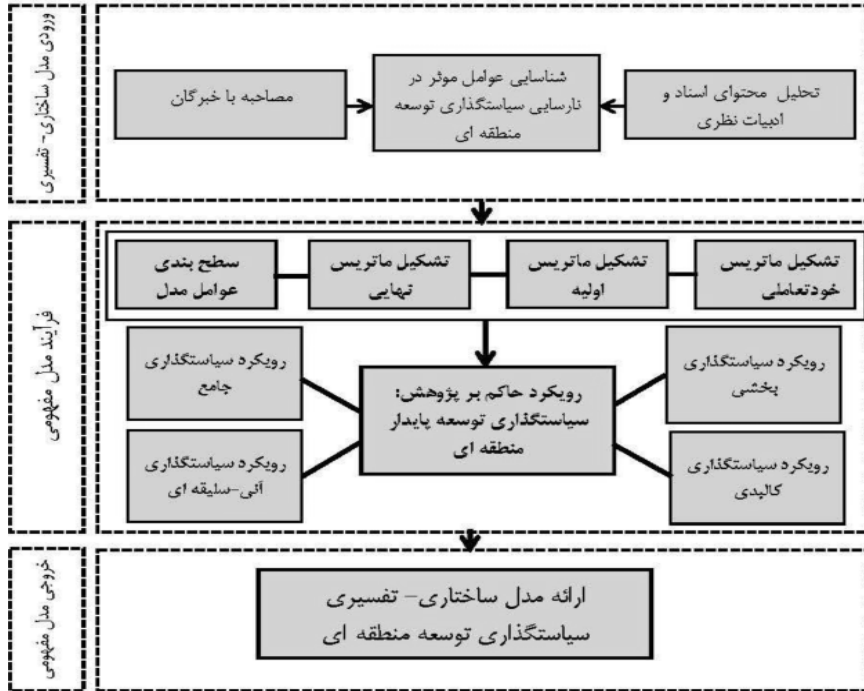 ورودی مدل ساختاری- تفسیری
تحلیل محتوای اسناد و
ادبیات نظری
شناسایی عوامل موثر در
نارسایی سیاستگذاری توسعه
منطقه ای
مصاحبه با خبرگان
فرآیند مدل مفهومی
تشکیل ماتریس
خودتعاملی
تشکیل ماتریس
اولیه
تشکیل ماتریس
نهایی
سطح بندی
عوامل مدل
رویکرد سیاستگذاری
بخشی
رویکرد حاکم بر پژوهش:
سیاستگذاری توسعه پایدار
منطقه ای
رویکرد سیاستگذاری
جامع
رویکرد سیاستگذاری
کالبدی
رویکرد سیاستگذاری
آنی-سلیقه ای
خروجی مدل مفهومی
ارائه مدل ساختاری- تفسیری
سیاستگذاری توسعه منطقه ای